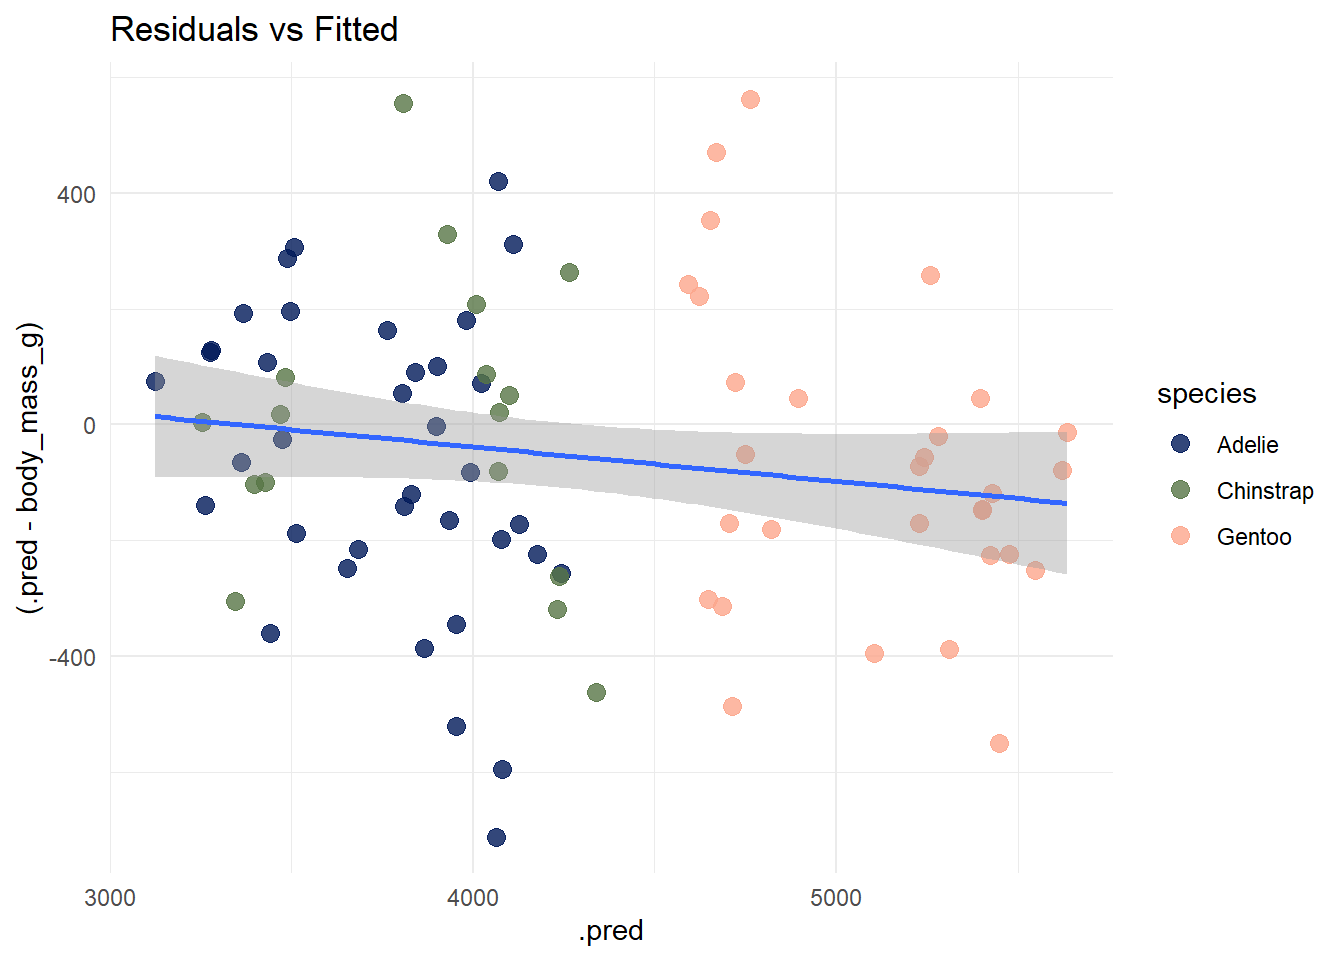 Residuals vs Fitted
(.pred - body_mass_g)
400
0
-400
3000
4000
5000
.pred
species
Adelie
Chinstrap
Gentoo